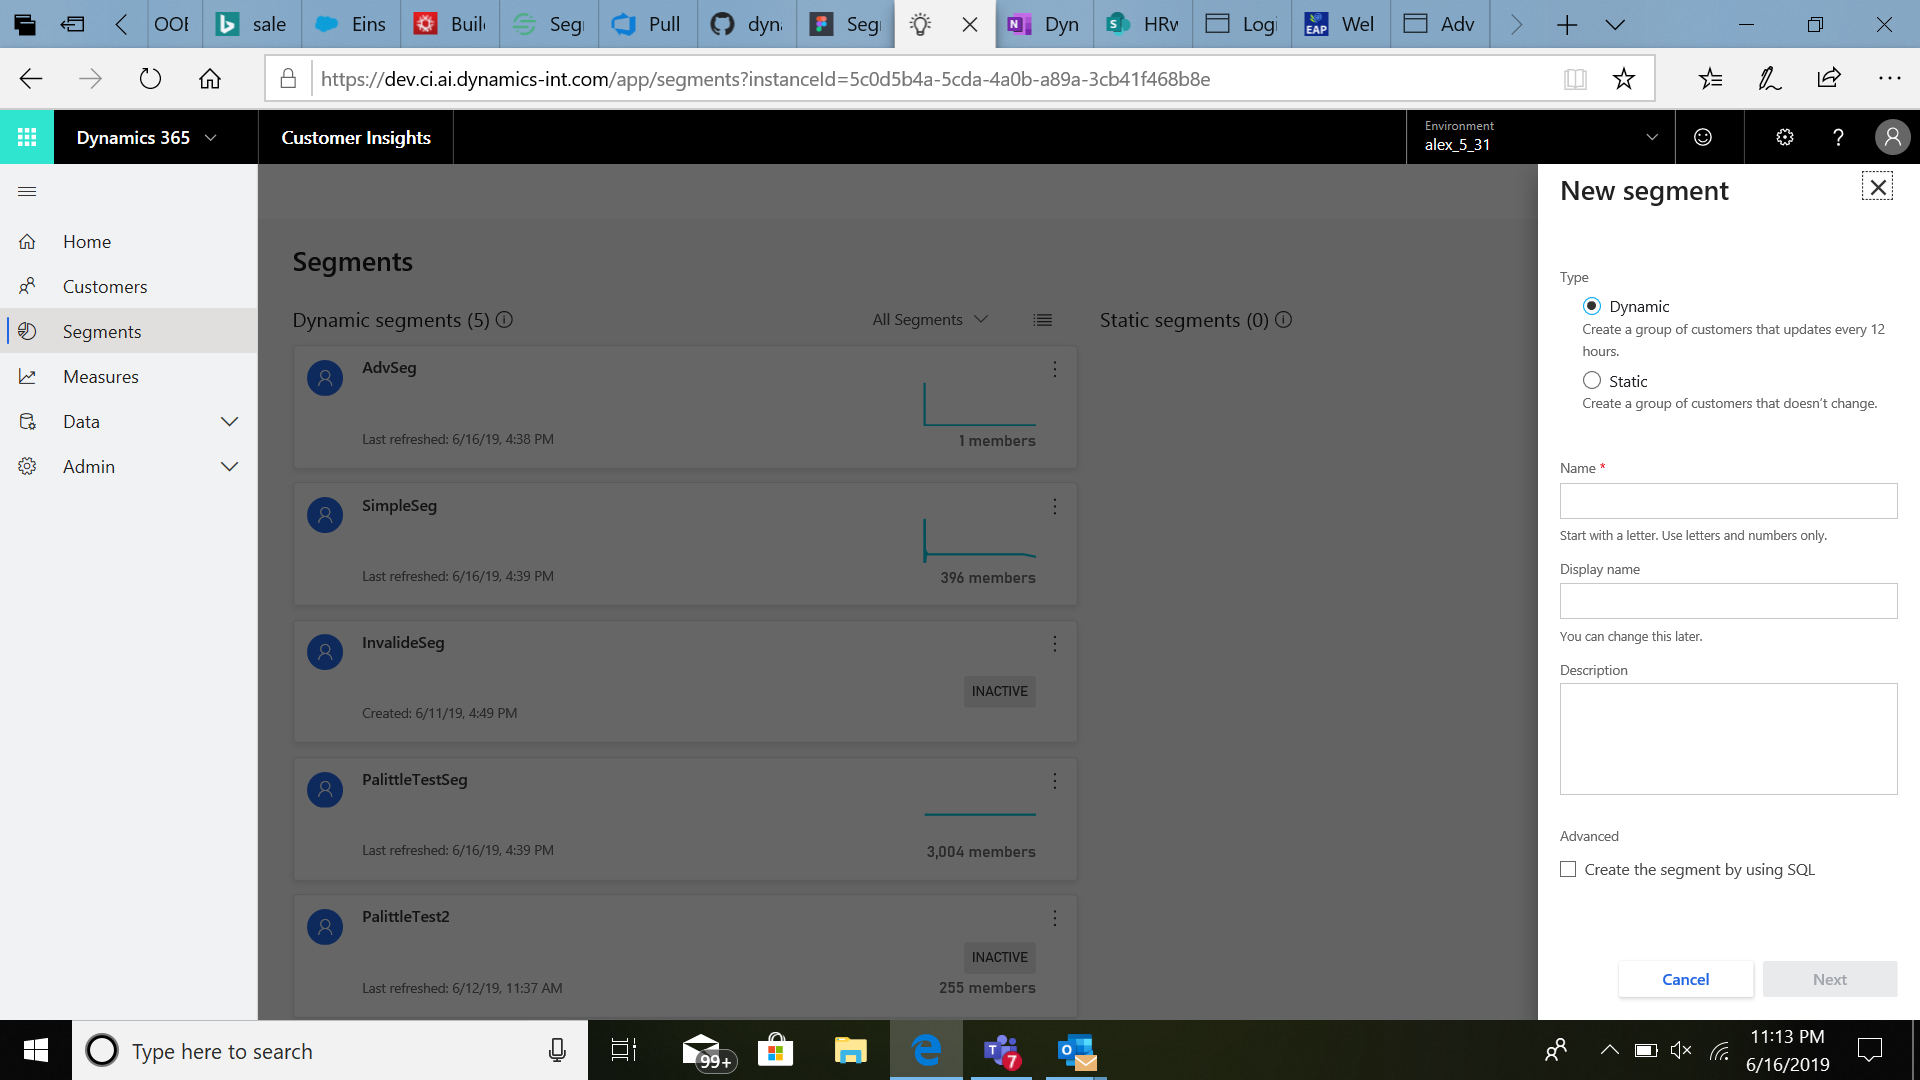 OOE
sale
Eins
Build
Seg
Pull
dyn
Seg
Dyn
HRw
Logi
EAP
Wel
Adv
https://dev.ci.ai.dynamics-int.com/app/segments?instanceId=5c0d5b4a-5cda-4a0b-a89a-3cb41f468b8e
Dynamics 365
Customer Insights
Environment
alex_5_31
Home
Customers
Segments
Measures
Data
Admin
Segments
Dynamic segments (5)
All Segments
Static segments (0)
AdvSeg
Last refreshed: 6/16/19, 4:38 PM
1 members
SimpleSeg
Last refreshed: 6/16/19, 4:39 PM
396 members
InvalideSeg
INACTIVE
Created: 6/11/19, 4:49 PM
PalittleTestSeg
Last refreshed: 6/16/19, 4:39 PM
3,004 members
PalittleTest2
INACTIVE
Last refreshed: 6/12/19, 11:37 AM
255 members
New segment
Type
Dynamic
Create a group of customers that updates every 12
hours.
Static
Create a group of customers that doesn't change.
Name *
Start with a letter. Use letters and numbers only.
Display name
You can change this later.
Description
Advanced
Create the segment by using SQL
Cancel
Next
Type here to search
99+
7
11:13 PM
6/16/2019